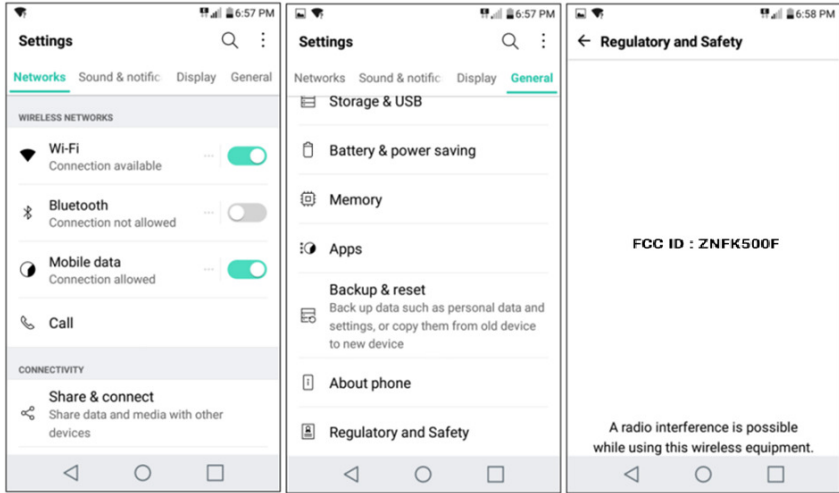 6:57 PM
Settings
Networks Sound & notific Display General
WIRELESS NETWORKS
Wi-Fi
Connection available
Bluetooth
Connection not allowed
Mobile data
Connection allowed
Call
CONNECTIVITY
Share & connect
Share data and media with other
devices
6:57 PM
Settings
Networks Sound & notific Display General
Storage & USB
Battery & power saving
Memory
Apps
Backup & reset
Back up data such as personal data and
settings, or copy them from old device
to new device
About phone
Regulatory and Safety
6:58 PM
Regulatory and Safety
FCC ID : ZNFK500F
A radio interference is possible
while using this wireless equipment.